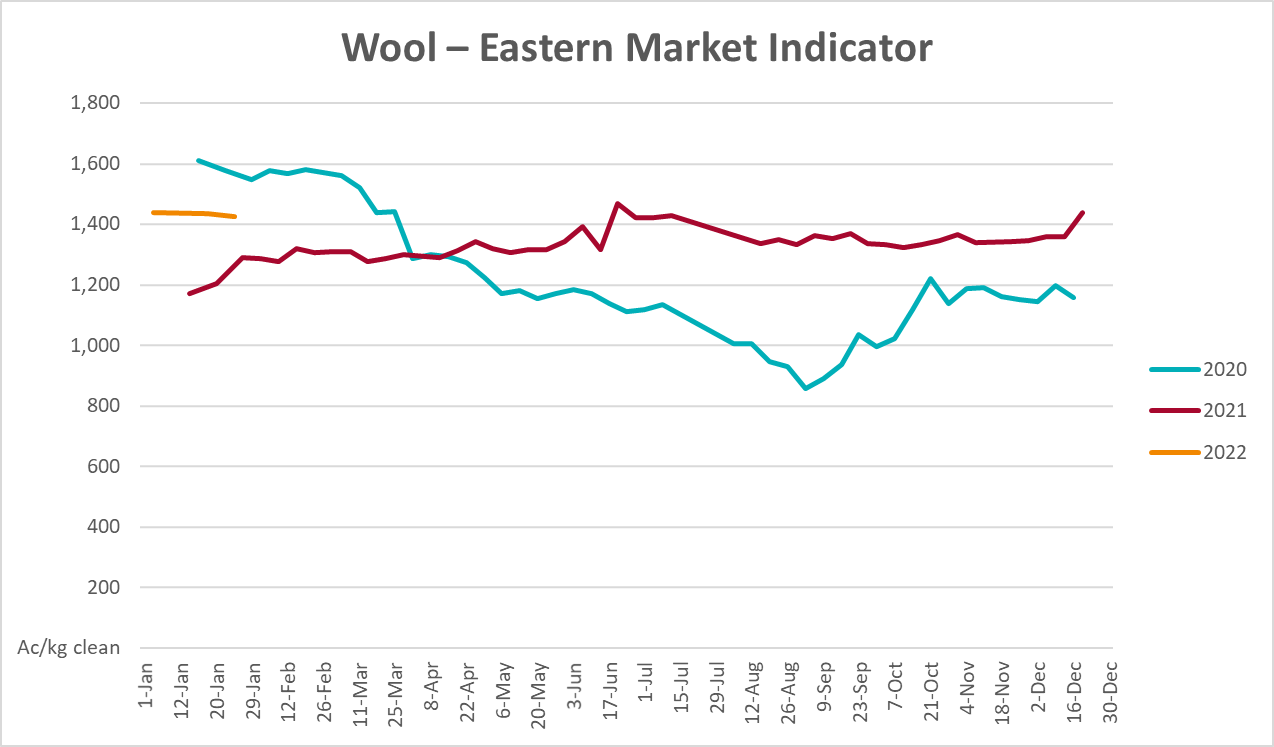 Wool – Eastern Market Indicator
1,800
1,600
1,400
1,200
1,000
800
600
400
200
Ac/kg clean
1-Jan
12-Jan
20-Jan
29-Jan
12-Feb
26-Feb
11-Mar
25-Mar
8-Apr
22-Apr
6-May
20-May
3-Jun
17-Jun
1-Jul
15-Jul
29-Jul
12-Aug
26-Aug
9-Sep
23-Sep
7-Oct
21-Oct
4-Nov
18-Nov
2-Dec
16-Dec
30-Dec
2020
2021
2022